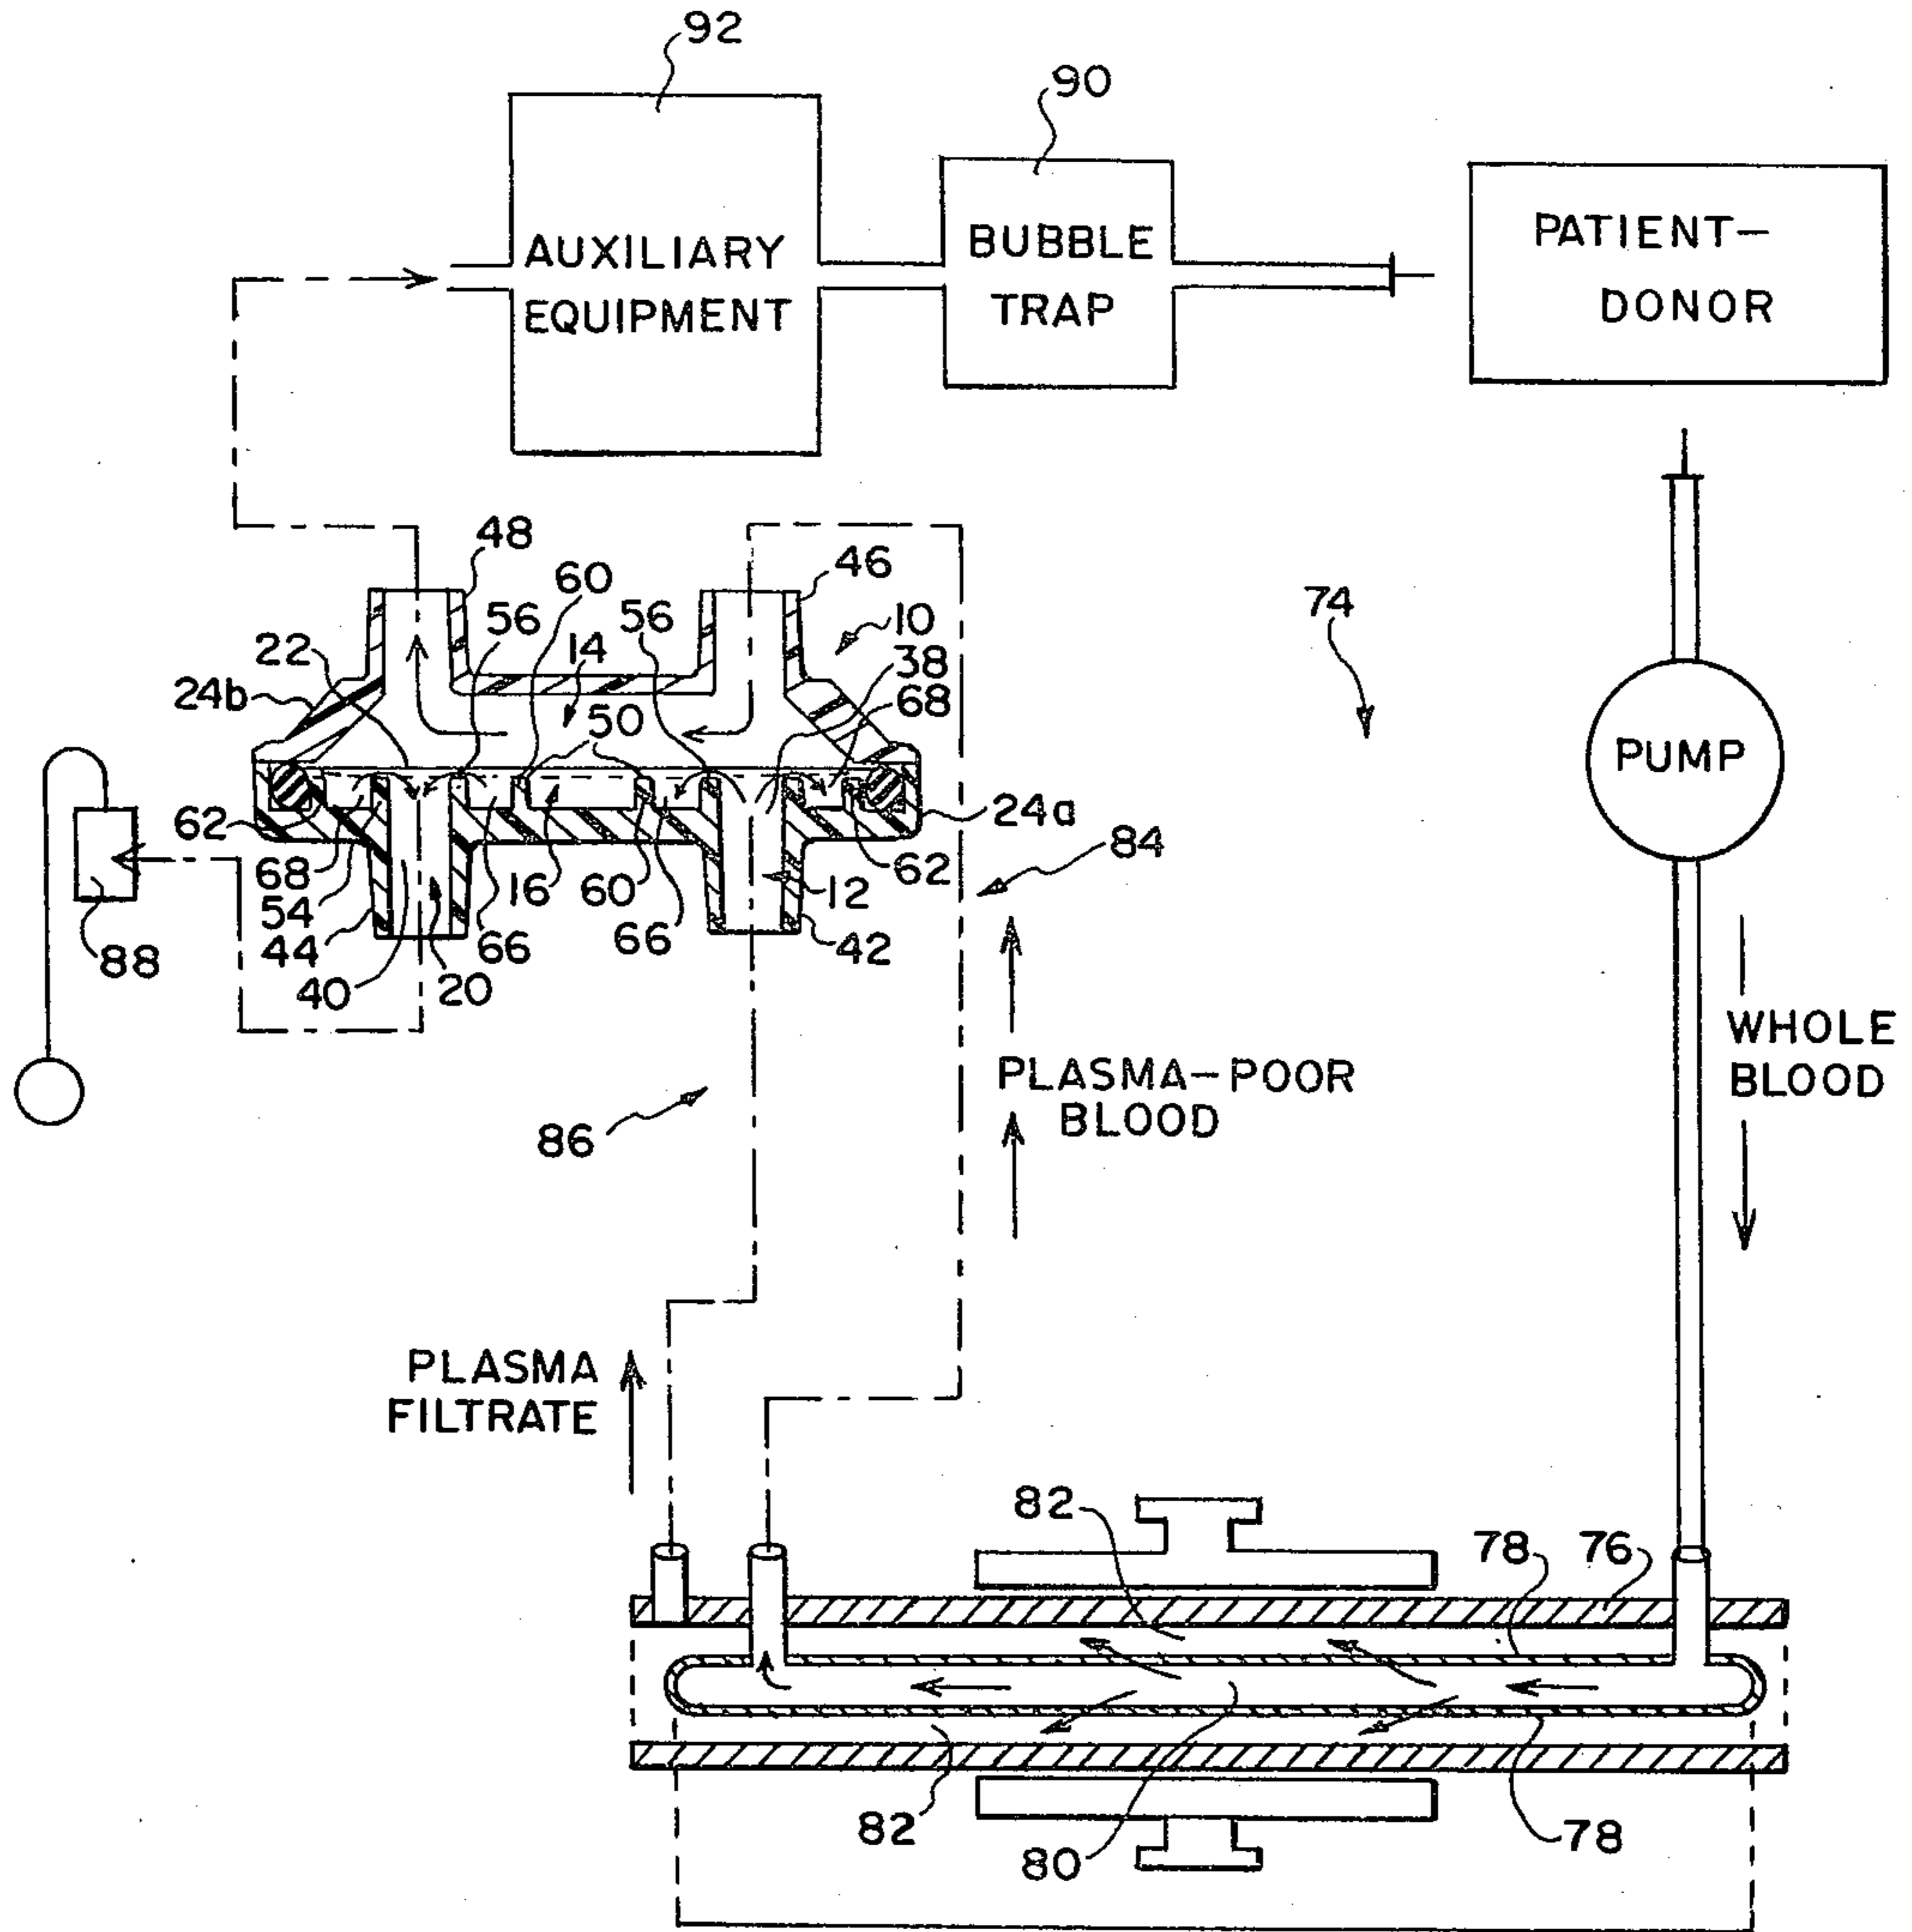 92
90
AUXILIARY
EQUIPMENT
BUBBLE
TRAP
PATIENT-
DONOR
48
60
46
56
56
10
74
22
14
38
24b
68
50
PUMP
62
24a
68
16
60
12
62
84
54
44
66
66
42
88
40
20
WHOLE
BLOOD
PLASMA-POOR
BLOOD
86
PLASMA
FILTRATE
82
78
76
82
80
78